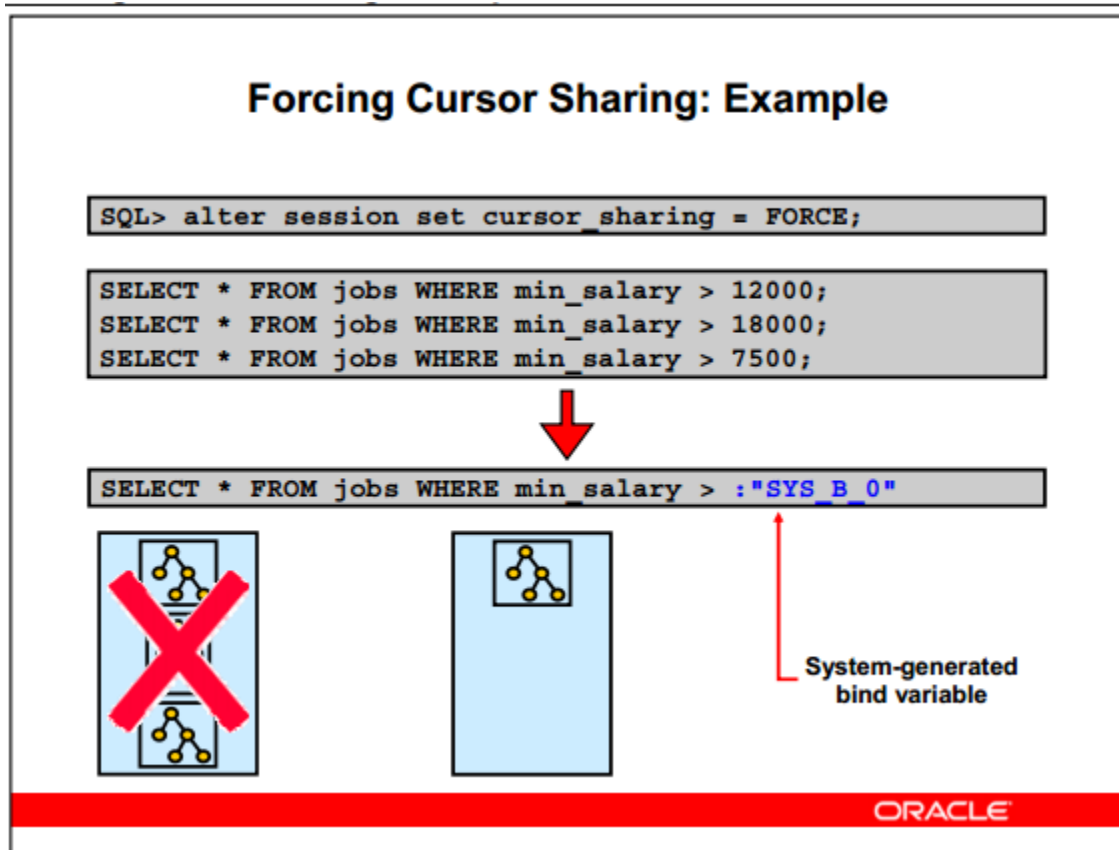 Forcing Cursor Sharing: Example
SQL> alter session set cursor_sharing = FORCE;
SELECT * FROM jobs WHERE min_salary > 12000;
SELECT * FROM jobs WHERE min_salary > 18000;
SELECT * FROM jobs WHERE min_salary > 7500;
SELECT * FROM jobs WHERE min_salary > :"SYS_B_0"
System-generated
bind variable
ORACLE